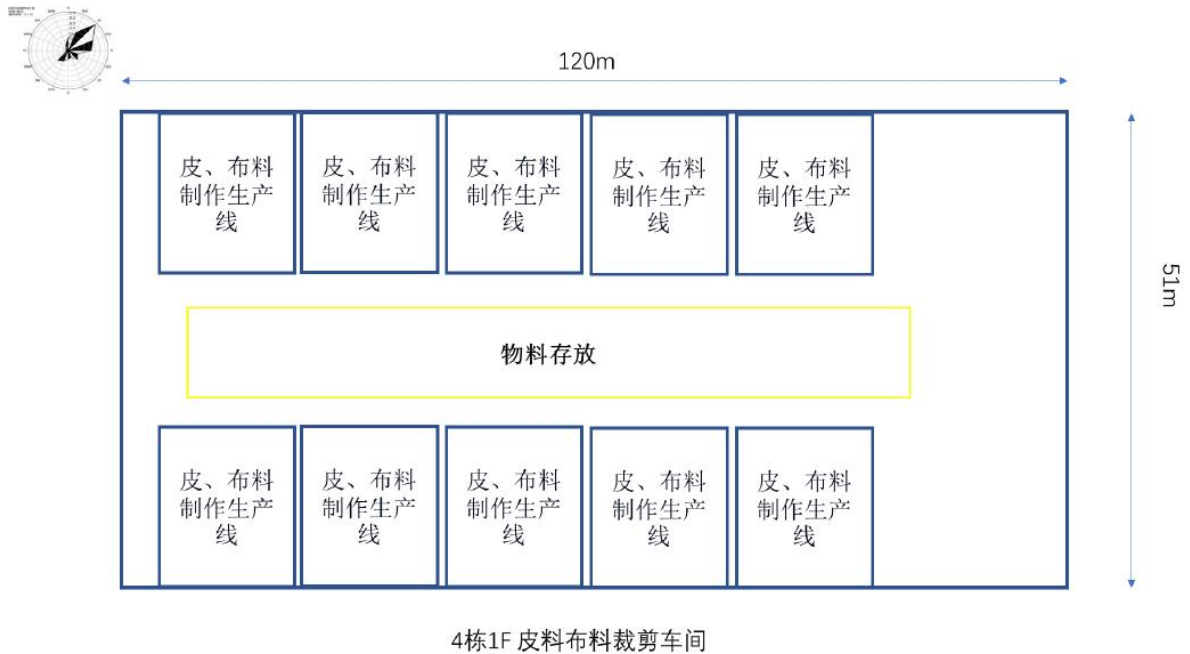 120m
皮、布料
制作生产
线
皮、布料
制作生产
线
皮、布料
制作生产
线
皮、布料
制作生产
线
皮、布料
制作生产
线
51m
物料存放
皮、布料
制作生产
线
皮、布料
制作生产
线
皮、布料
制作生产
线
皮、布料
制作生产
线
皮、布料
制作生产
线
4栋1F 皮料布料裁剪车间